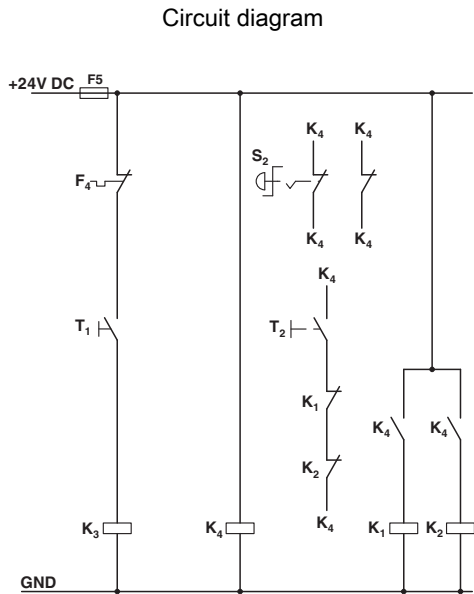 Circuit diagram
+24V DC F5
K₄ K₄
S₂
F₄
K₄ K₄
K₄
T₁ T₂
K₁
K₄ K₄
K₂
K₄
K₃ K₄ K₁ K₂
GND